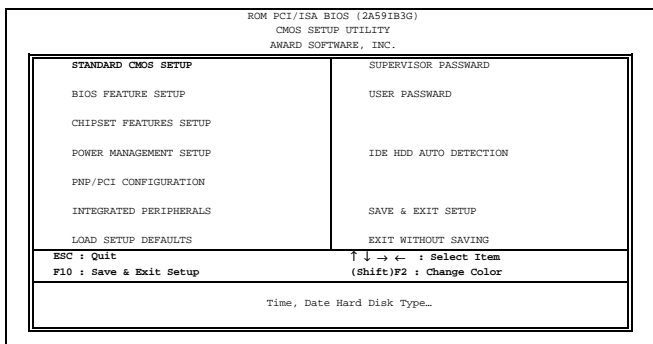 ROM PCI/ISA BIOS (2A59IB3G)
CMOS SETUP UTILITY
AWARD SOFTWARE, INC.
STANDARD CMOS SETUP
BIOS FEATURE SETUP
CHIPSET FEATURES SETUP
POWER MANAGEMENT SETUP
PNP/PCI CONFIGURATION
INTEGRATED PERIPHERALS
LOAD SETUP DEFAULTS
SUPERVISOR PASSWARD
USER PASSWARD
IDE HDD AUTO DETECTION
SAVE & EXIT SETUP
EXIT WITHOUT SAVING
ESC : Quit
F10 : Save & Exit Setup
↑ ↓ → ← : Select Item
(Shift)F2 : Change Color
Time, Date Hard Disk Type…